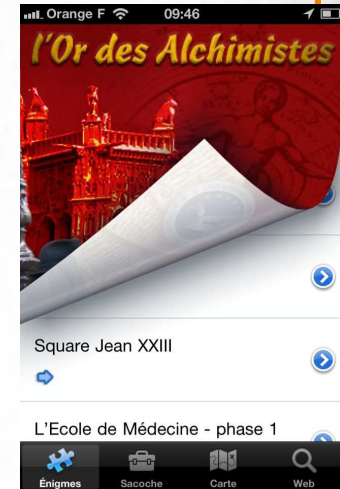 Orange F 09:46
l'Or des Alchimistes
Square Jean XXIII
L'Ecole de Médecine - phase 1
Énigmes Sacoche Carte Web